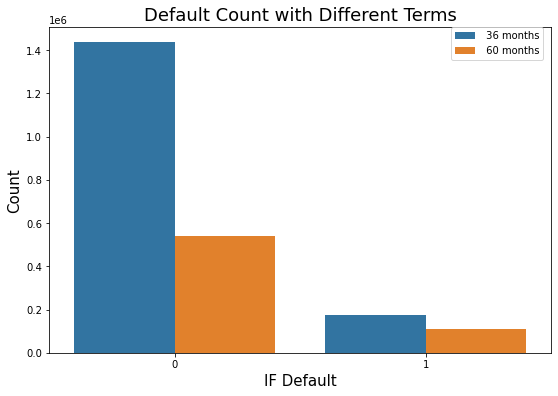 Default Count with Different Terms
1e6
36 months
60 months
1.4
1.2
1.0
0.8
0.6
0.4
0.2
0.0
Count
0 1
IF Default